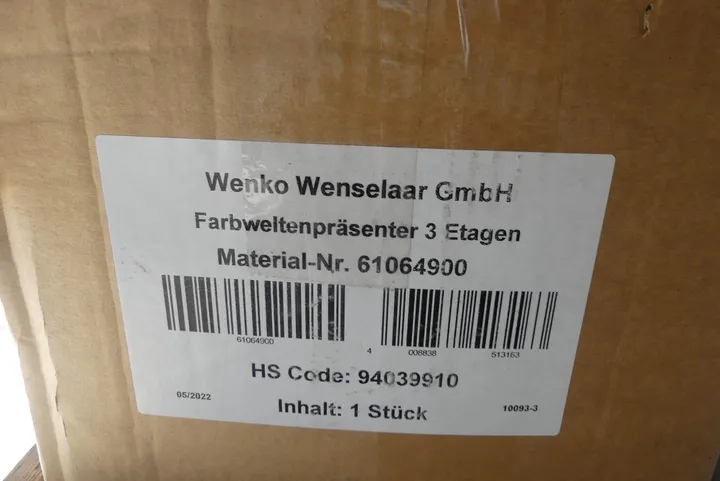 Wenko Wenselaar GmbH
Farbweltenpräsenter 3 Etagen
Material-Nr. 61064900
61064900
4 008838 513163
HS Code: 94039910
05/2022
Inhalt: 1 Stück
10093-3